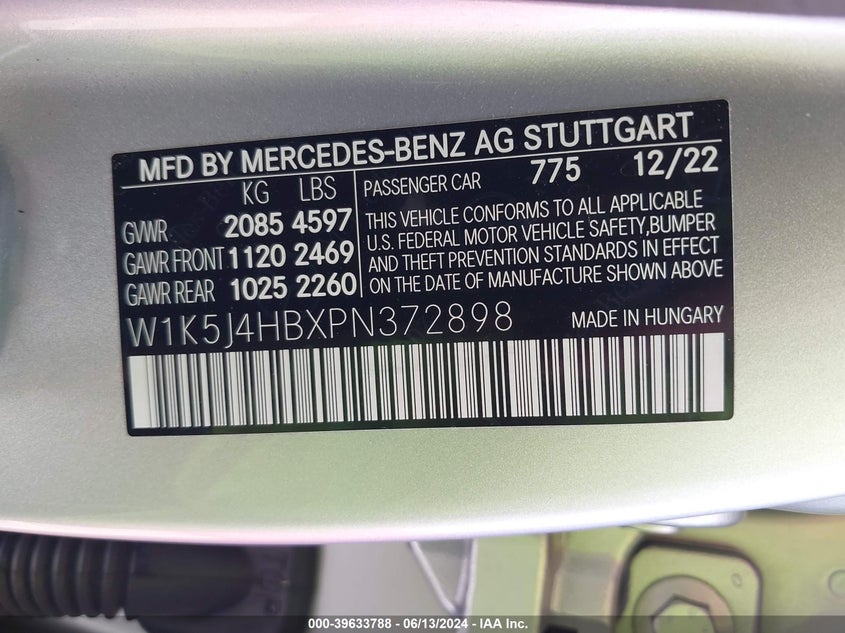 MFD BY MERCEDES-BENZ AG STUTTGART
KG LBS
GVWR 2085 4597
GAWR FRONT 1120 2469
GAWR REAR 1025 2260
PASSENGER CAR 775 12/22
THIS VEHICLE CONFORMS TO ALL APPLICABLE
U.S. FEDERAL MOTOR VEHICLE SAFETY, BUMPER
AND THEFT PREVENTION STANDARDS IN EFFECT
ON THE DATE OF MANUFACTURE SHOWN ABOVE
W1K5J4HBXPN372898 MADE IN HUNGARY
000-39633788 - 06/13/2024 - IAA Inc.